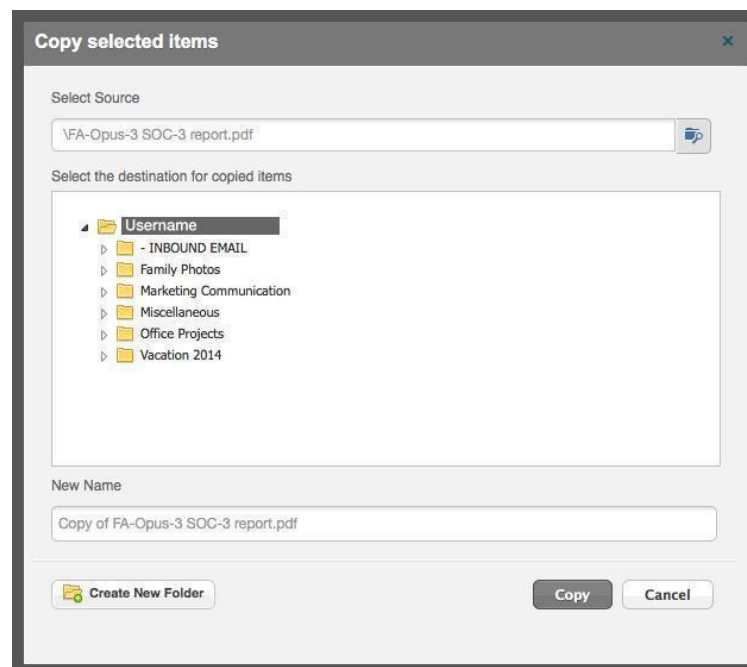 Copy selected items
Select Source
\FA-Opus-3 SOC-3 report.pdf
Select the destination for copied items
Username
- INBOUND EMAIL
Family Photos
Marketing Communication
Miscellaneous
Office Projects
Vacation 2014
New Name
Copy of FA-Opus-3 SOC-3 report.pdf
Create New Folder
Copy
Cancel